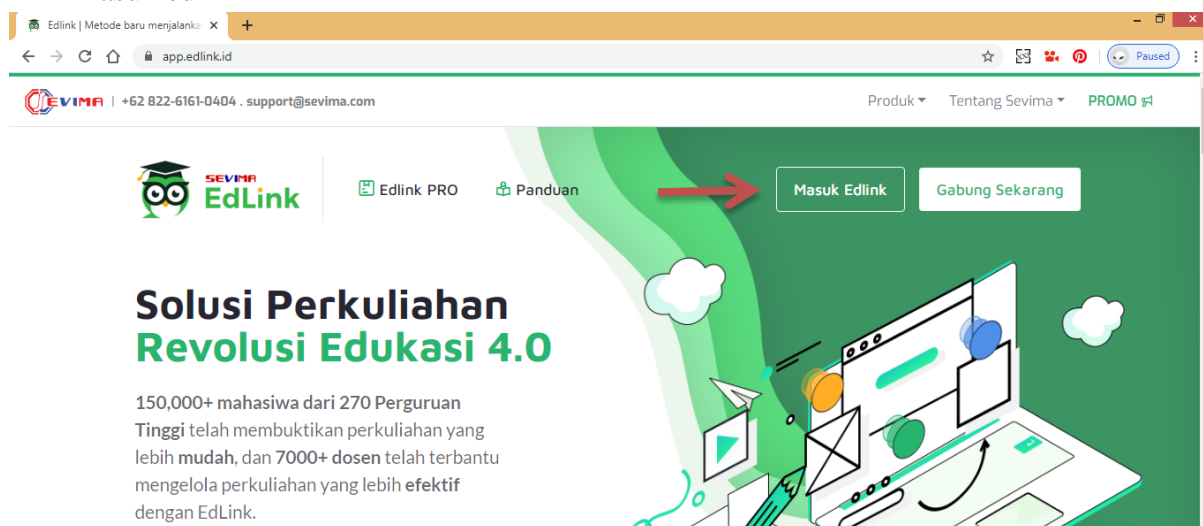 Edlink | Metode baru menjalanka
app.edlink.id
Paused
SEVIMA | +62 822-6161-0404 . support@sevima.com
Produk
Tentang Sevima
PROMO
SEVIMA
EdLink
Edlink PRO
Panduan
Masuk Edlink
Gabung Sekarang
Solusi Perkuliahan
Revolusi Edukasi 4.0
150,000+ mahasiwa dari 270 Perguruan
Tinggi telah membuktikan perkuliahan yang
lebih mudah, dan 7000+ dosen telah terbantu
mengelola perkuliahan yang lebih efektif
dengan EdLink.